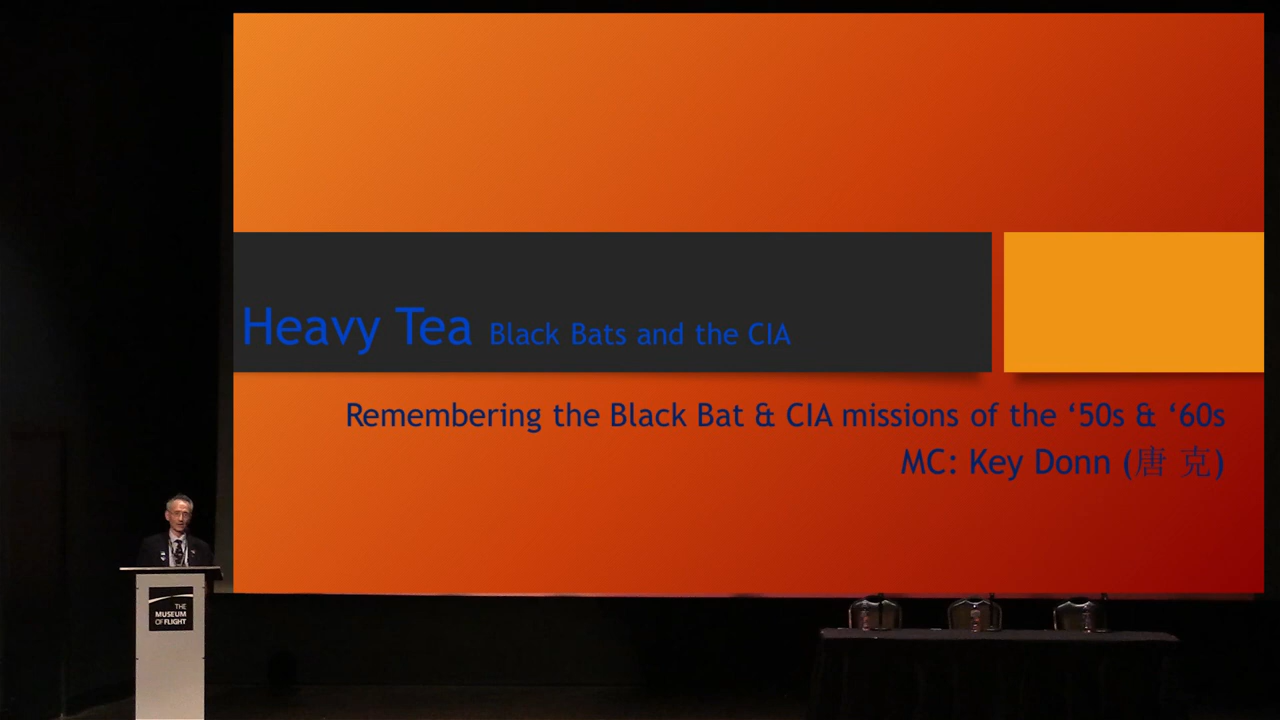 Heavy Tea Black Bats and the CIA
Remembering the Black Bat & CIA missions of the ‘50s & ‘60s
MC: Key Donn (唐 克)
THE
MUSEUM
OF FLIGHT